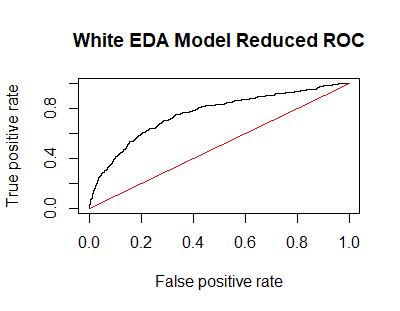 White EDA Model Reduced ROC
True positive rate
0.8
0.4
0.0
0.0 0.2 0.4 0.6 0.8 1.0
False positive rate